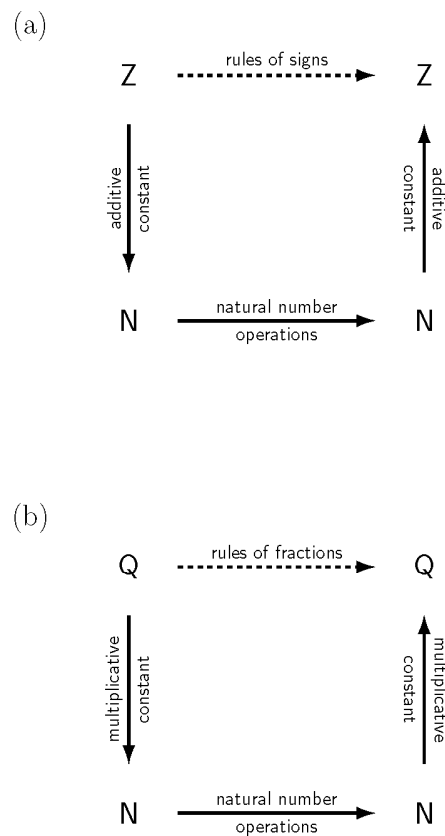 (a)
Z rules of signs Z
additive
constant
constant
additive
N natural number N
operations
(b)
Q rules of fractions Q
multiplicative
constant
constant
multiplicative
N natural number N
operations